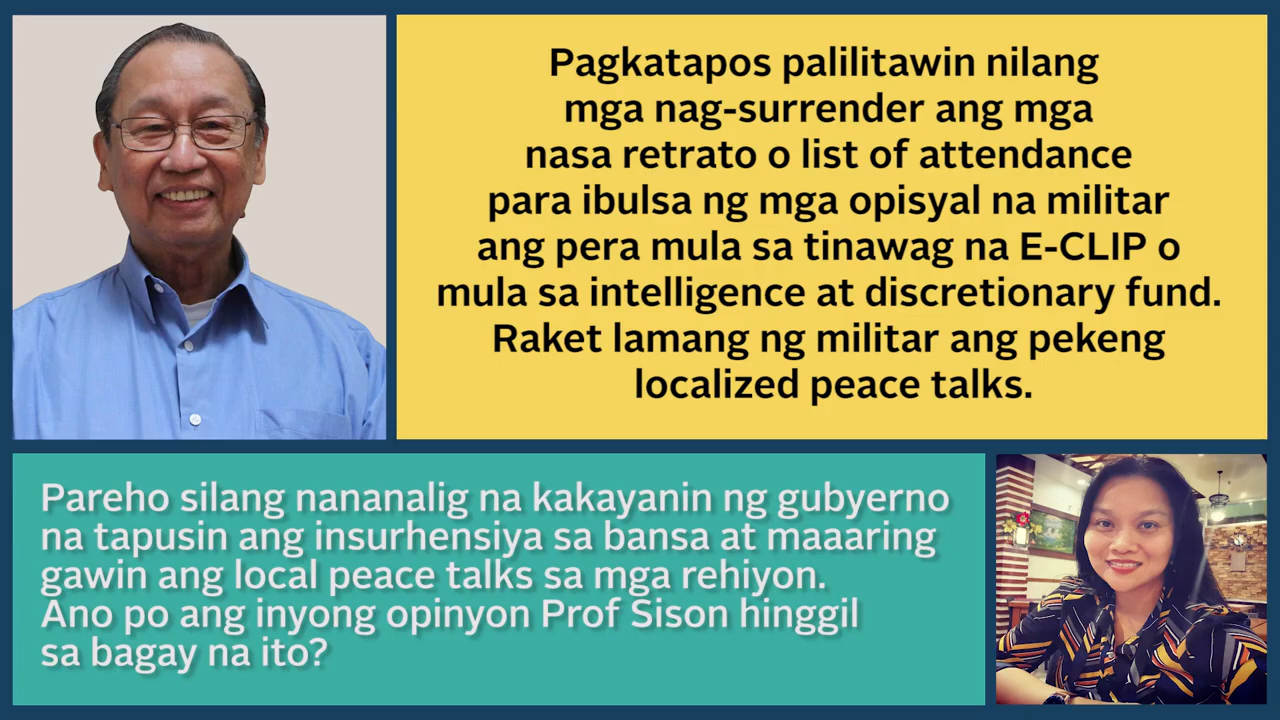 Pagkatapos palilitawin nilang
mga nag-surrender ang mga
nasa retrato o list of attendance
para ibulsa ng mga opisyal na militar
ang pera mula sa tinawag na E-CLIP o
mula sa intelligence at discretionary fund.
Raket lamang ng militar ang pekeng
localized peace talks.
Pareho silang nananalig na kakayanin ng gubyerno
na tapusin ang insurhensiya sa bansa at maaaring
gawin ang local peace talks sa mga rehiyon.
Ano po ang inyong opinyon Prof Sison hinggil
sa bagay na ito?